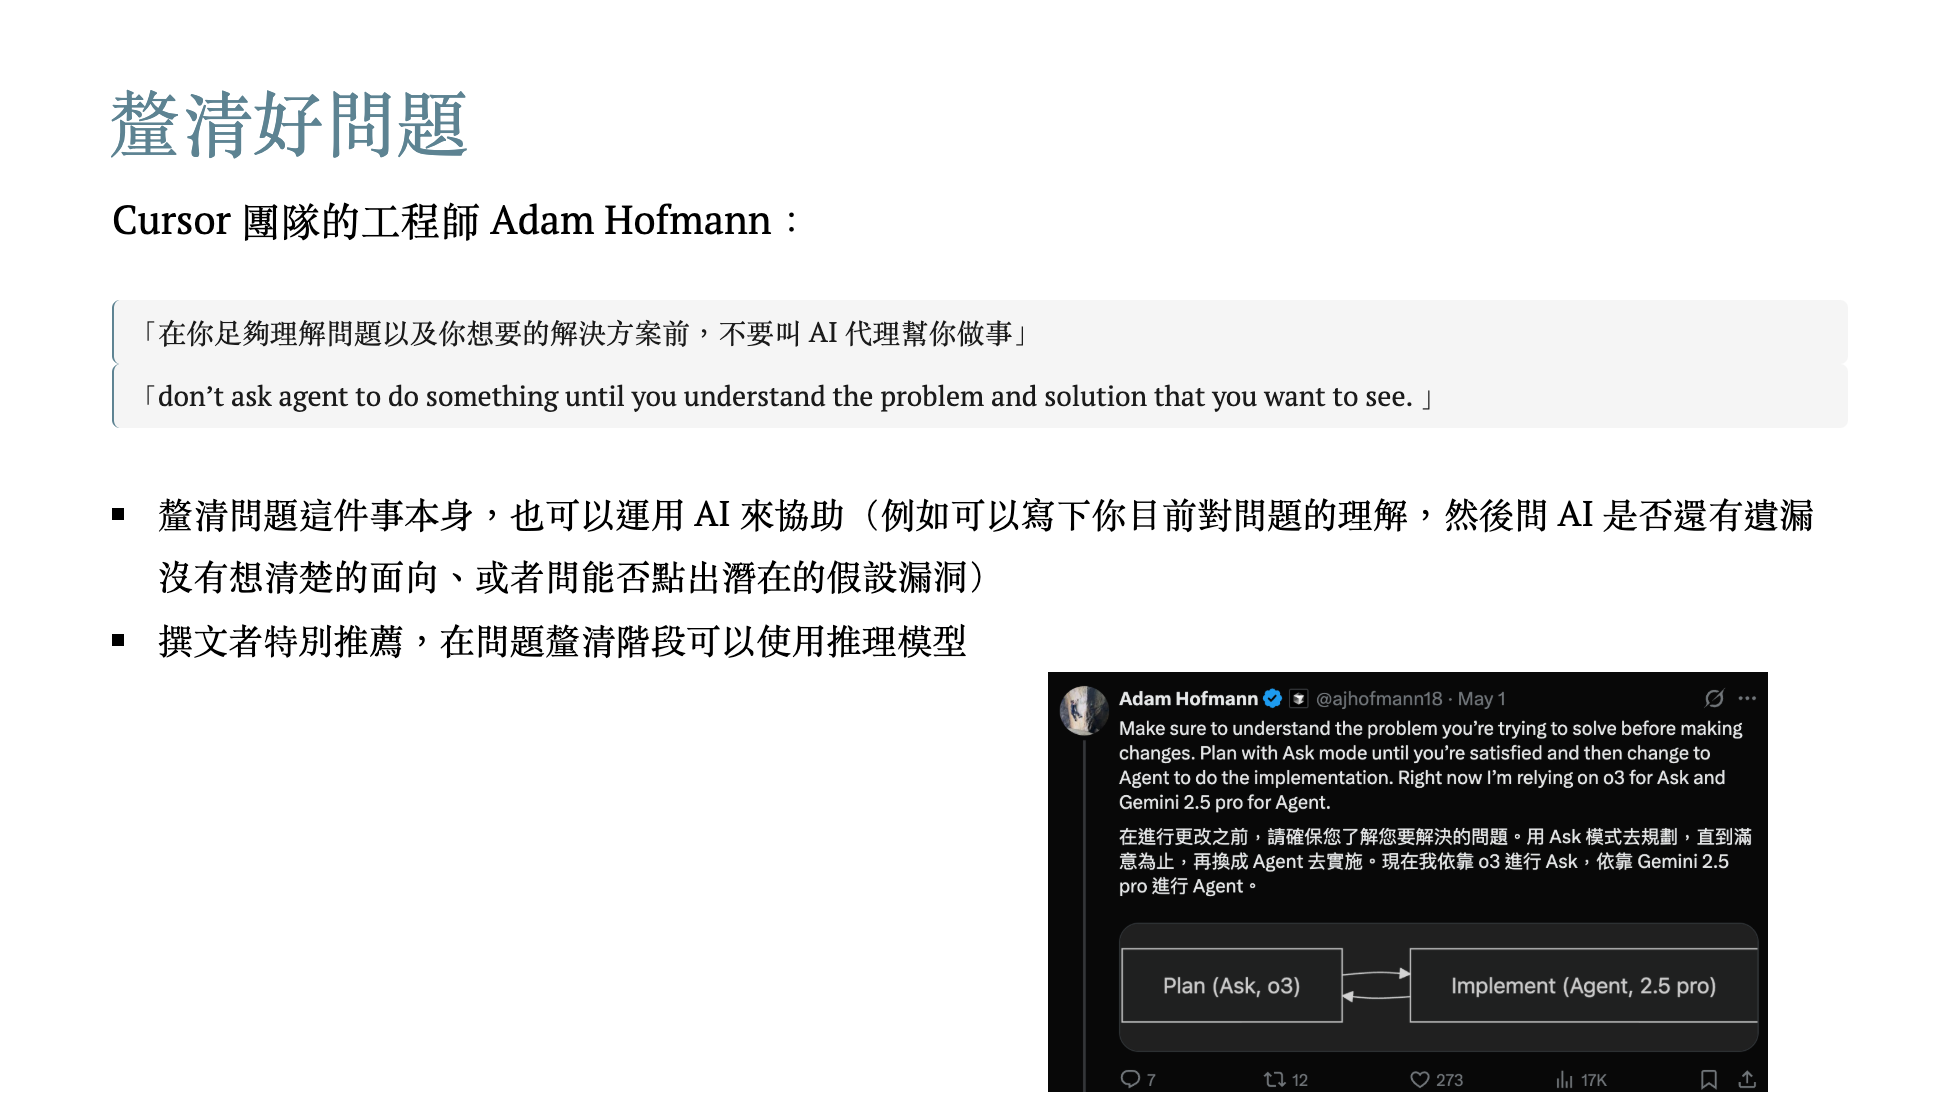 釐清好問題
Cursor 團隊的工程師 Adam Hofmann：
「在你足夠理解問題以及你想要的解決方案前，不要叫 AI 代理幫你做事」
「don’t ask agent to do something until you understand the problem and solution that you want to see. 」
▪ 釐清問題這件事本身，也可以運用 AI 來協助（例如可以寫下你目前對問題的理解，然後問 AI 是否還有遺漏
沒有想清楚的面向、或者問能否點出潛在的假設漏洞）
▪ 撰文者特別推薦，在問題釐清階段可以使用推理模型
Adam Hofmann @ajhofmann18 · May 1
Make sure to understand the problem you’re trying to solve before making
changes. Plan with Ask mode until you’re satisfied and then change to
Agent to do the implementation. Right now I’m relying on o3 for Ask and
Gemini 2.5 pro for Agent.
在進行更改之前，請確保您了解您要解決的問題。用 Ask 模式去規劃，直到滿
意為止，再換成 Agent 去實施。現在我依靠 o3 進行 Ask，依靠 Gemini 2.5
pro 進行 Agent。
Plan (Ask, o3) Implement (Agent, 2.5 pro)
7 12 273 17K